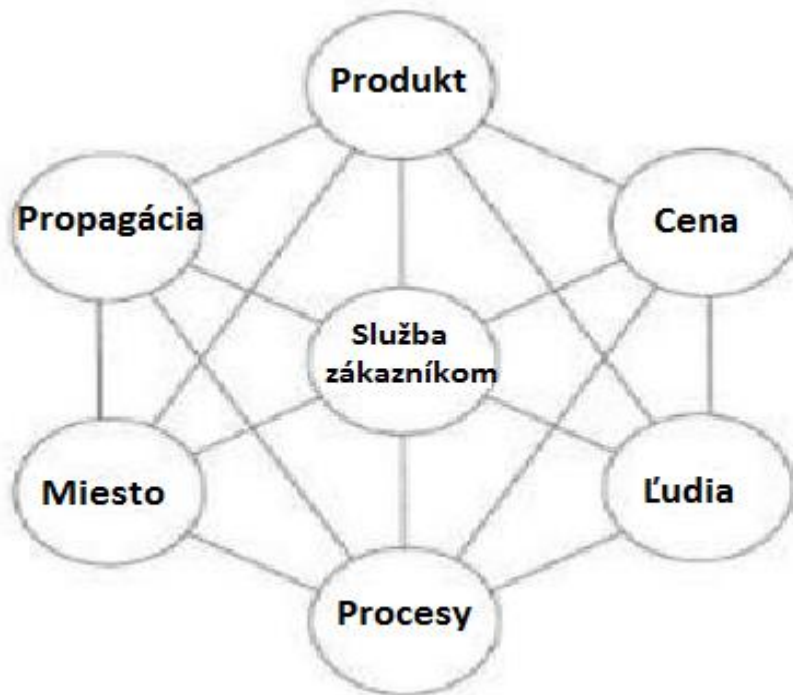 Produkt
Propagácia
Cena
Služba
zákazníkom
Miesto
Ľudia
Procesy